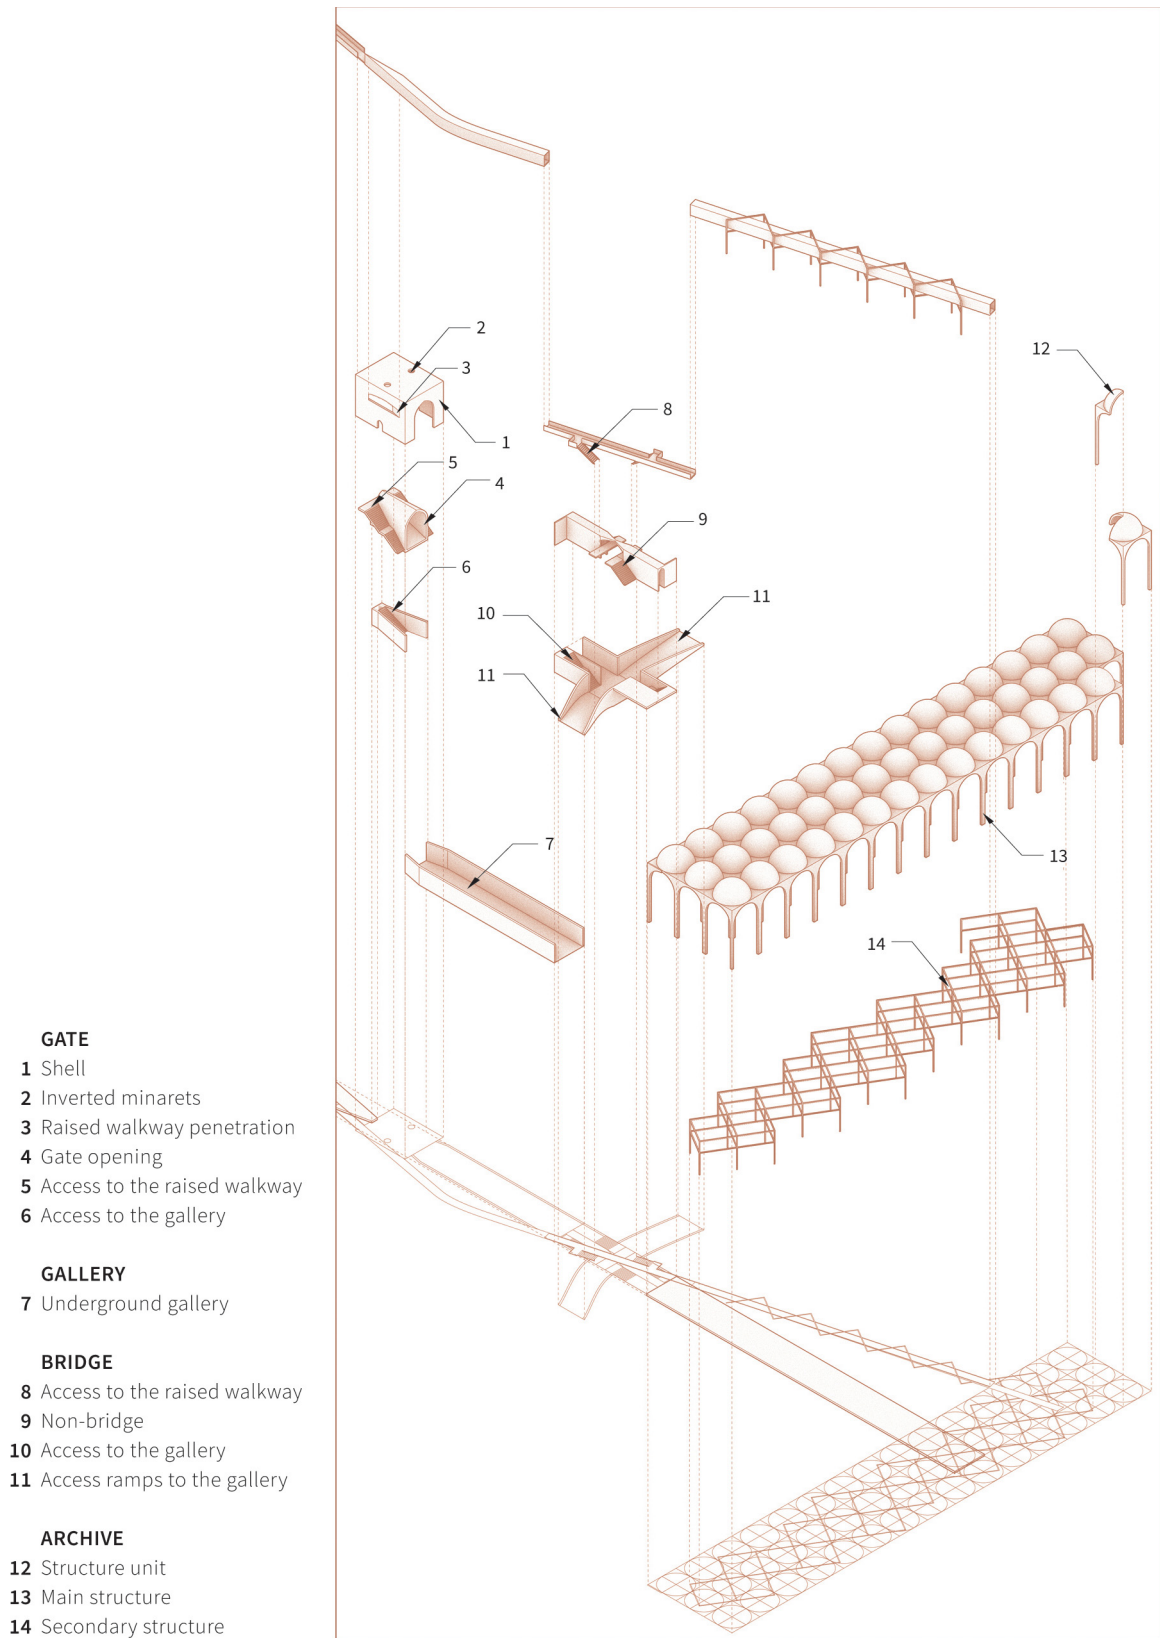 2
3
1
5
4
6
8
9
10
11
11
12
7
13
14
GATE
1 Shell
2 Inverted minarets
3 Raised walkway penetration
4 Gate opening
5 Access to the raised walkway
6 Access to the gallery
GALLERY
7 Underground gallery
BRIDGE
8 Access to the raised walkway
9 Non-bridge
10 Access to the gallery
11 Access ramps to the gallery
ARCHIVE
12 Structure unit
13 Main structure
14 Secondary structure